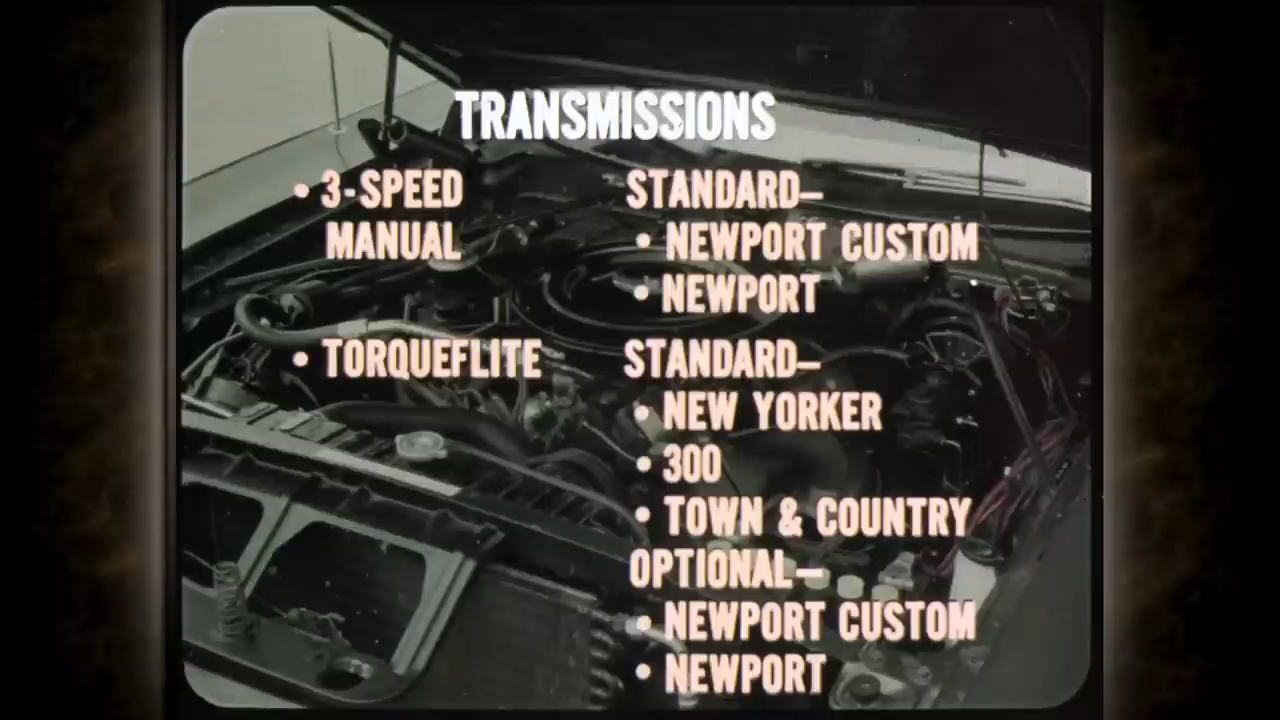 TRANSMISSIONS
• 3-SPEED MANUAL
STANDARD–
• NEWPORT CUSTOM
• NEWPORT
• TORQUEFLITE
STANDARD–
• NEW YORKER
• 300
• TOWN & COUNTRY
OPTIONAL–
• NEWPORT CUSTOM
• NEWPORT